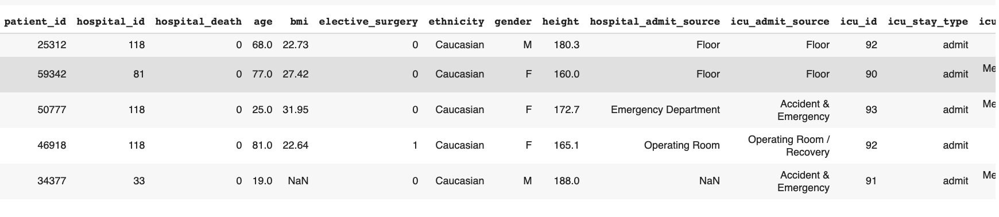 patient_id hospital_id hospital_death age bmi elective_surgery ethnicity gender height hospital_admit_source icu_admit_source icu_id icu_stay_type icu
25312 118 0 68.0 22.73 0 Caucasian M 180.3 Floor Floor 92 admit
59342 81 0 77.0 27.42 0 Caucasian F 160.0 Floor Floor 90 admit Me
50777 118 0 25.0 31.95 0 Caucasian F 172.7 Emergency Department Accident & Emergency 93 admit Me
46918 118 0 81.0 22.64 1 Caucasian F 165.1 Operating Room Operating Room / Recovery 92 admit
34377 33 0 19.0 NaN 0 Caucasian M 188.0 NaN Accident & Emergency 91 admit Me